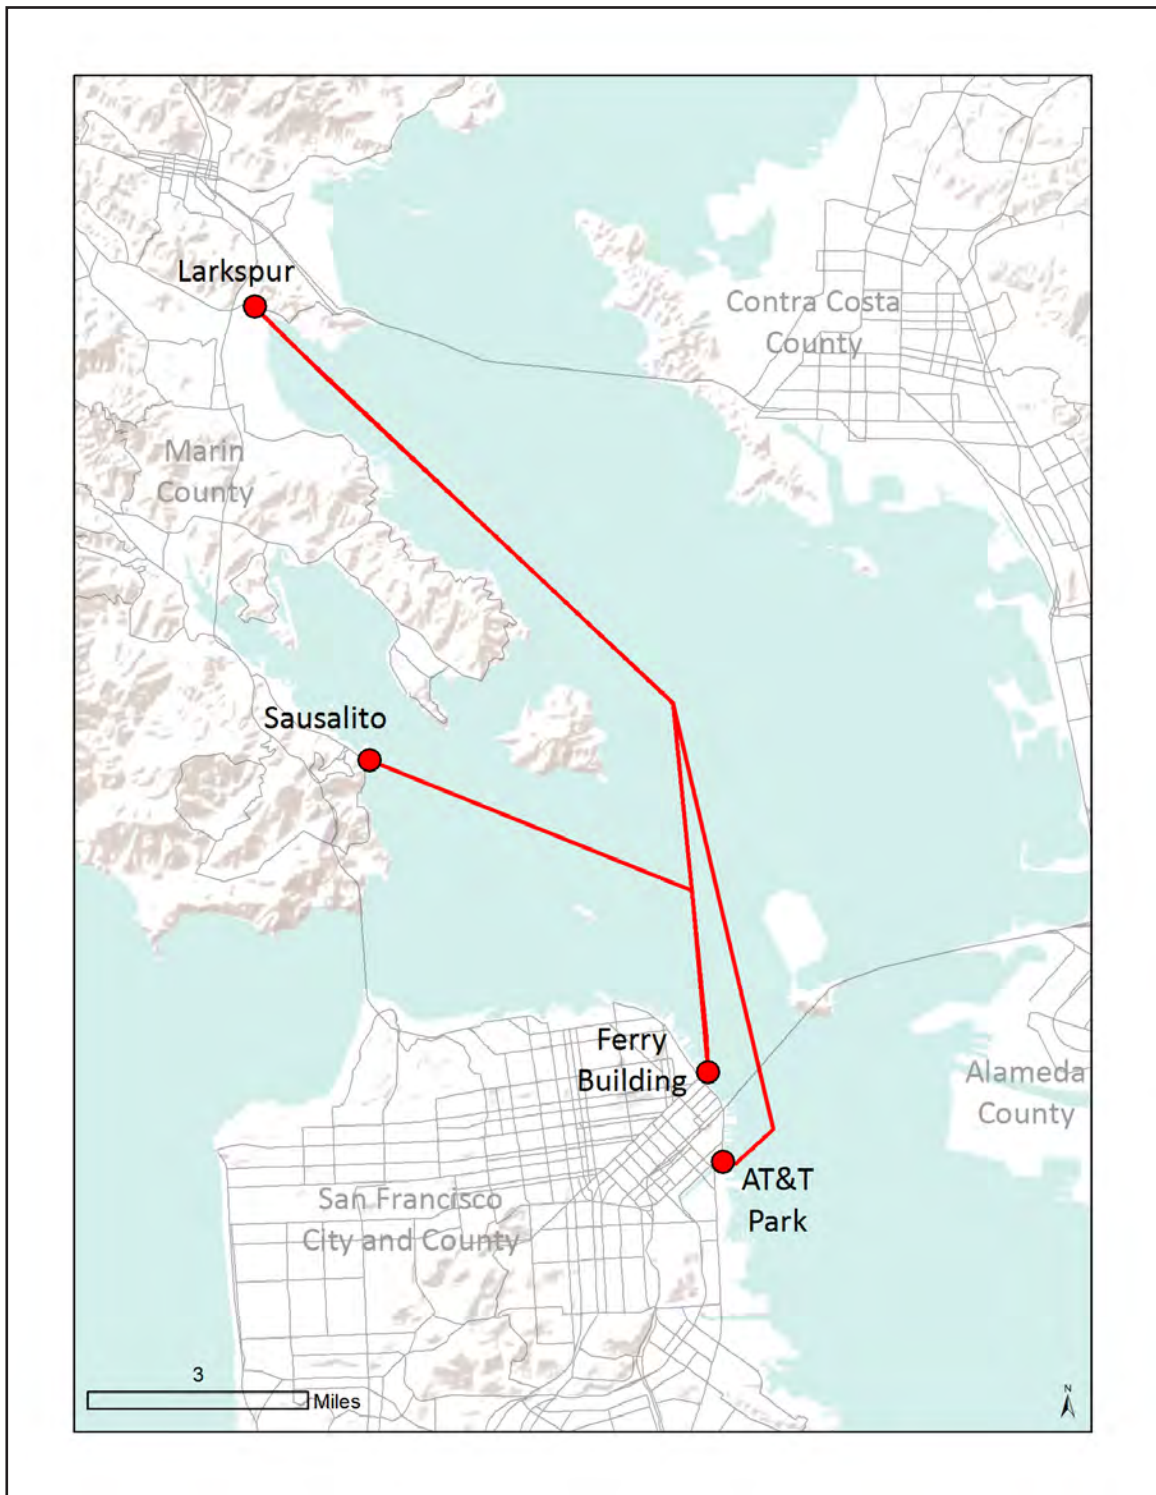 Larkspur
Contra Costa
County
Marin
County
Sausalito
Ferry
Building
Alameda
County
AT&T
Park
San Francisco
City and County
3
Miles
N